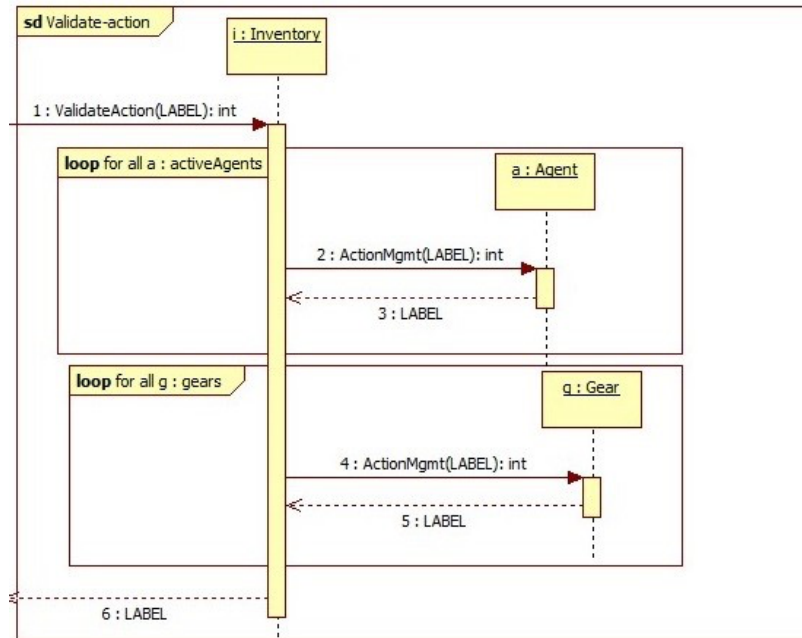 sd Validate-action
i : Inventory
1 : ValidateAction(LABEL): int
loop for all a : activeAgents
a : Agent
2 : ActionMgmt(LABEL): int
3 : LABEL
loop for all g : gears
g : Gear
4 : ActionMgmt(LABEL): int
5 : LABEL
6 : LABEL